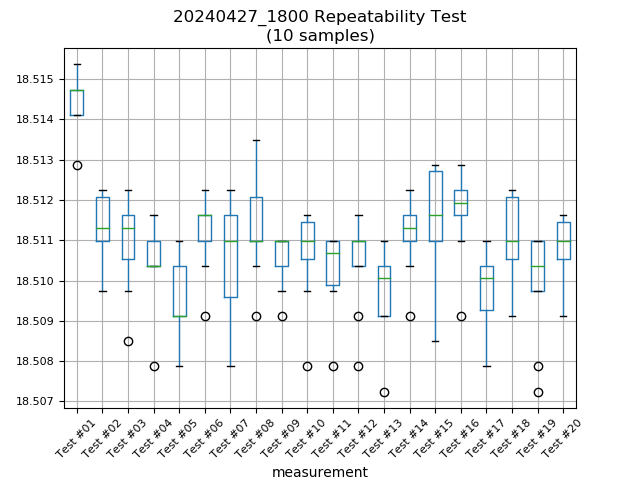 20240427_1800 Repeatability Test
(10 samples)
18.515
18.514
18.513
18.512
18.511
18.510
18.509
18.508
18.507
Test #01
Test #02
Test #03
Test #04
Test #05
Test #06
Test #07
Test #08
Test #09
Test #10
Test #11
Test #12
Test #13
Test #14
Test #15
Test #16
Test #17
Test #18
Test #19
Test #20
measurement